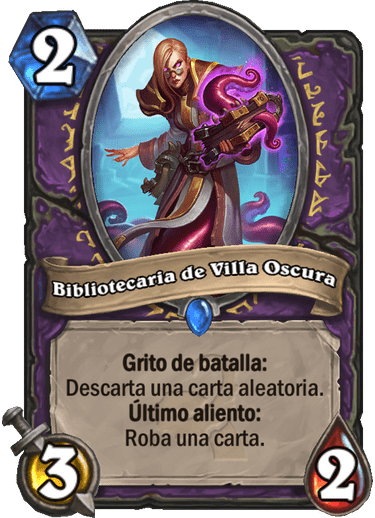 2
Bibliotecaria de Villa Oscura
Grito de batalla:
Descarta una carta aleatoria.
Último aliento:
Roba una carta.
3
2